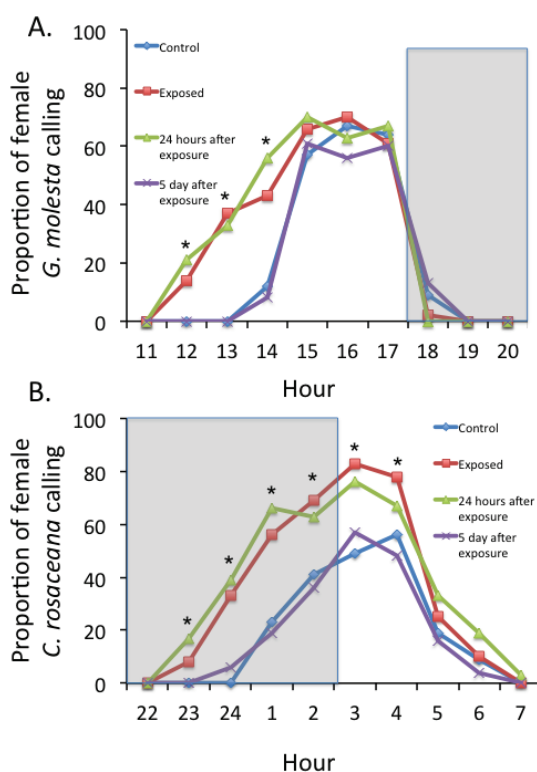 A.
100
80
60
40
20
0
Proportion of female
G. molesta calling
Control
Exposed
24 hours after
exposure
5 day after
exposure
*
*
*
11 12 13 14 15 16 17 18 19 20
Hour
B.
100
80
60
40
20
0
Proportion of female
C. rosaceana calling
Control
Exposed
24 hours after
exposure
5 day after
exposure
*
*
*
*
*
*
*
22 23 24 1 2 3 4 5 6 7
Hour